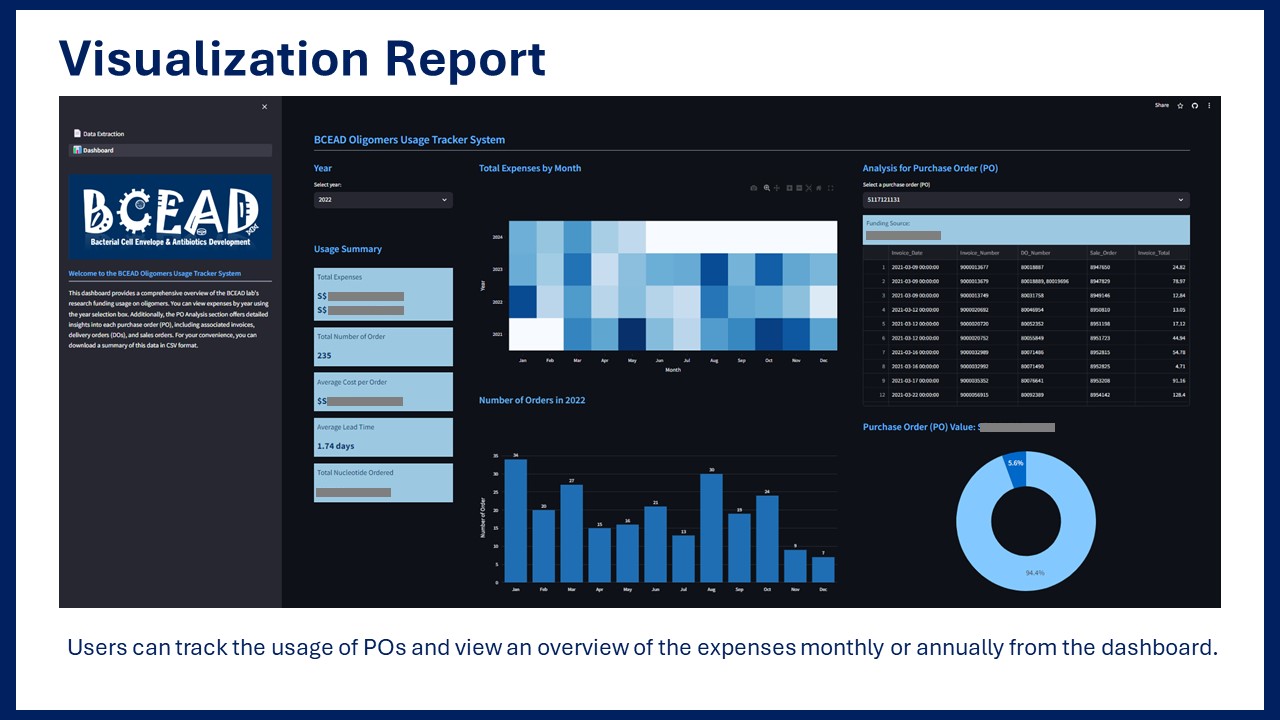 Visualization Report
Share
Data Extraction
Dashboard
BCEAD
Bacterial Cell Envelope & Antibiotics Development
Welcome to the BCEAD Oligomers Usage Tracker System
This dashboard provides a comprehensive overview of the BCEAD lab's
research funding usage on oligomers. You can view expenses by year using
the year selection box. Additionally, the PO Analysis section offers detailed
insights into each purchase order (PO), including associated invoices,
delivery orders (DOs), and sales orders. For your convenience, you can
download a summary of this data in CSV format.
BCEAD Oligomers Usage Tracker System
Year
Select year:
2022
Usage Summary
Total Expenses
S$
S$
Total Number of Order
235
Average Cost per Order
$S
Average Lead Time
1.74 days
Total Nucleotide Ordered
Total Expenses by Month
2024
2023
2022
2021
Year
Jan Feb Mar Apr May Jun Jul Aug Sep Oct Nov Dec
Month
Number of Orders in 2022
35
30
25
20
15
10
5
0
Number of Order
34 20 27 15 16 21 13 30 19 24 9 7
Jan Feb Mar Apr May Jun Jul Aug Sep Oct Nov Dec
Analysis for Purchase Order (PO)
Select a purchase order (PO)
5117121131
Funding Source:
Invoice_Date Invoice_Number DO_Number Sale_Order Invoice_Total
1 2021-03-09 00:00:00 9000013677 80018887 8947650 24.82
2 2021-03-09 00:00:00 9000013679 80018889, 80019696 8947829 78.97
3 2021-03-09 00:00:00 9000013749 80031758 8949146 12.84
4 2021-03-12 00:00:00 9000020692 80046954 8950810 13.05
5 2021-03-12 00:00:00 9000020720 80052352 8951198 17.12
6 2021-03-12 00:00:00 9000020752 80055849 8951723 44.94
7 2021-03-16 00:00:00 9000032989 80071486 8952815 54.78
8 2021-03-16 00:00:00 9000032992 80071490 8952825 4.71
9 2021-03-17 00:00:00 9000035352 80076641 8953208 91.16
12 2021-03-22 00:00:00 9000056915 80092389 8954142 128.4
Purchase Order (PO) Value:
5.6%
94.4%
Users can track the usage of POs and view an overview of the expenses monthly or annually from the dashboard.